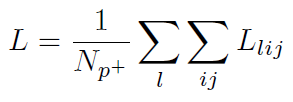 L = \frac{1}{N_{p^+}} \sum_{l} \sum_{ij} L_{lij}